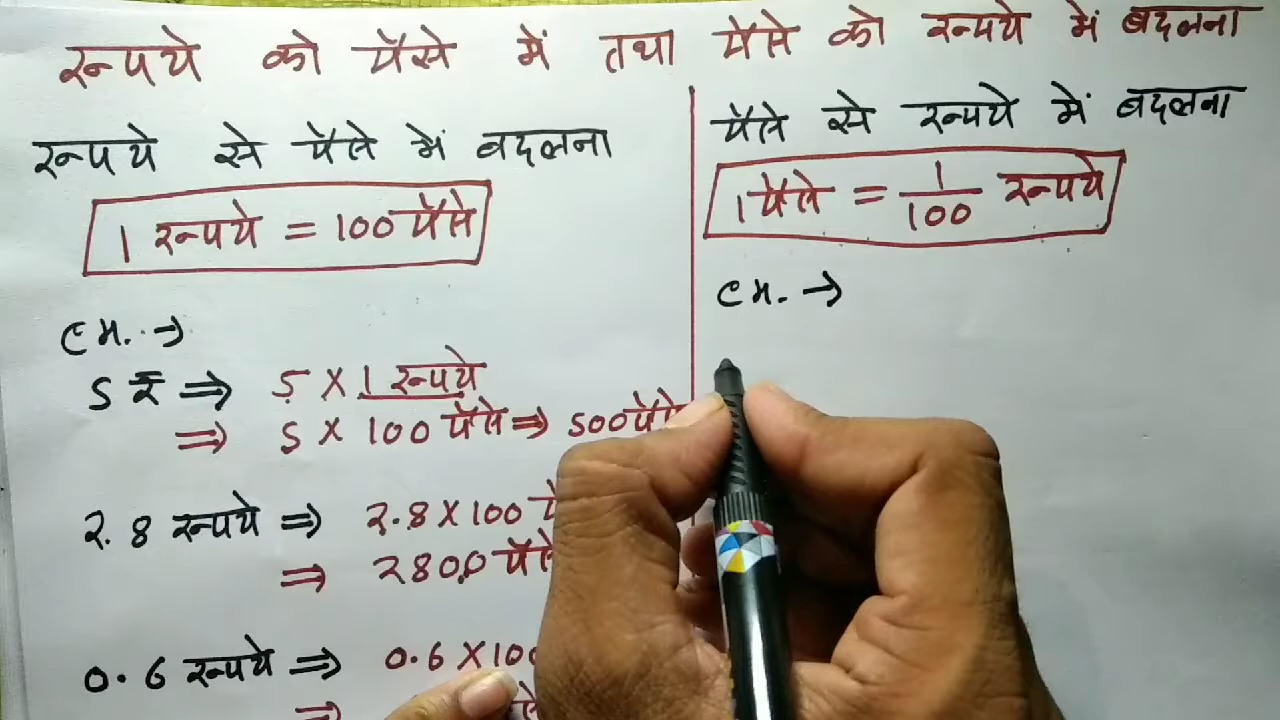 रूपये को पैसे में तथा पैसे को रूपये में बदलना
रूपये से पैसे में बदलना
1 रूपये = 100 पैसे
ex. →
5 रू ⇒ 5 × 1 रूपये
⇒ 5 × 100 पैसे ⇒ 500 पैसे
2.8 रूपये ⇒ 2.8 × 100
⇒ 280.0 पैसे
0.6 रूपये ⇒ 0.6 × 100
⇒
पैसे से रूपये में बदलना
1 पैसे = 1/100 रूपये
ex. →